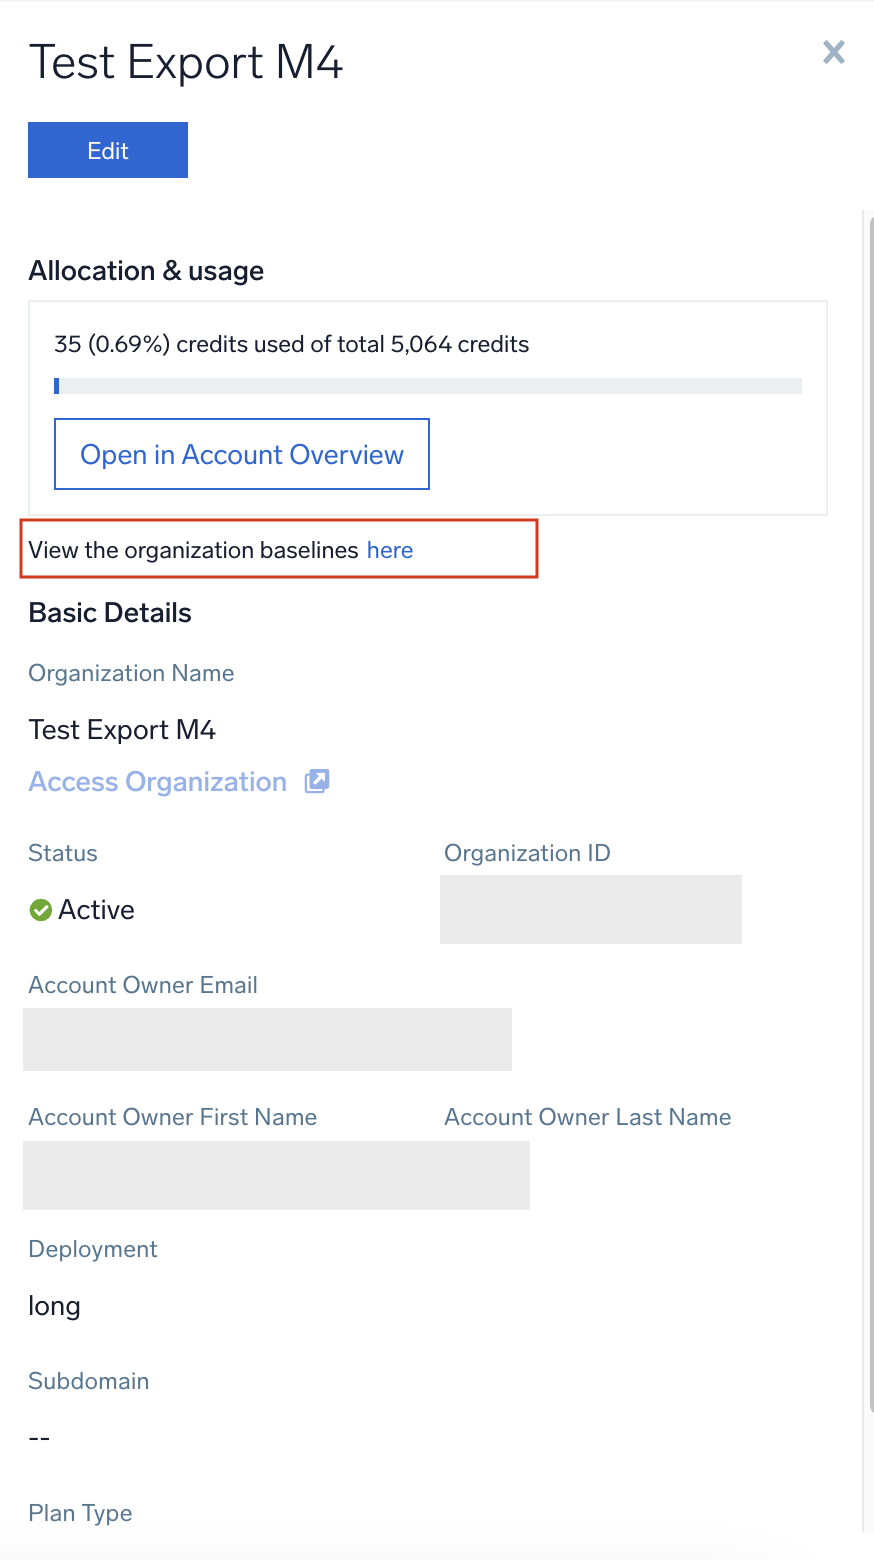 Test Export M4
Edit
Allocation & usage
35 (0.69%) credits used of total 5,064 credits
Open in Account Overview
View the organization baselines here
Basic Details
Organization Name
Test Export M4
Access Organization
Status
Organization ID
Active
Account Owner Email
Account Owner First Name
Account Owner Last Name
Deployment
long
Subdomain
--
Plan Type